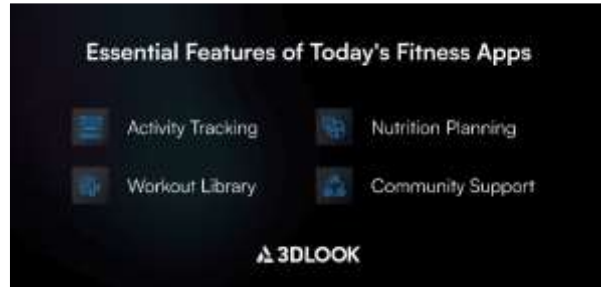 Essential Features of Today's Fitness Apps
Activity Tracking
Nutrition Planning
Workout Library
Community Support
3DLOOK